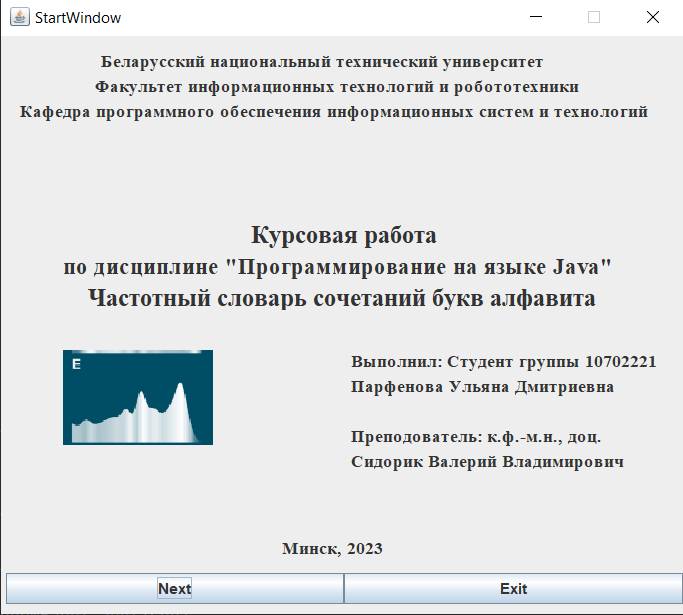 StartWindow
Беларусский национальный технический университет
Факультет информационных технологий и робототехники
Кафедра программного обеспечения информационных систем и технологий
Курсовая работа
по дисциплине "Программирование на языке Java"
Частотный словарь сочетаний букв алфавита
E
Выполнил: Студент группы 10702221
Парфенова Ульяна Дмитриевна
Преподователь: к.ф.-м.н., доц.
Сидорик Валерий Владимирович
Минск, 2023
Next
Exit